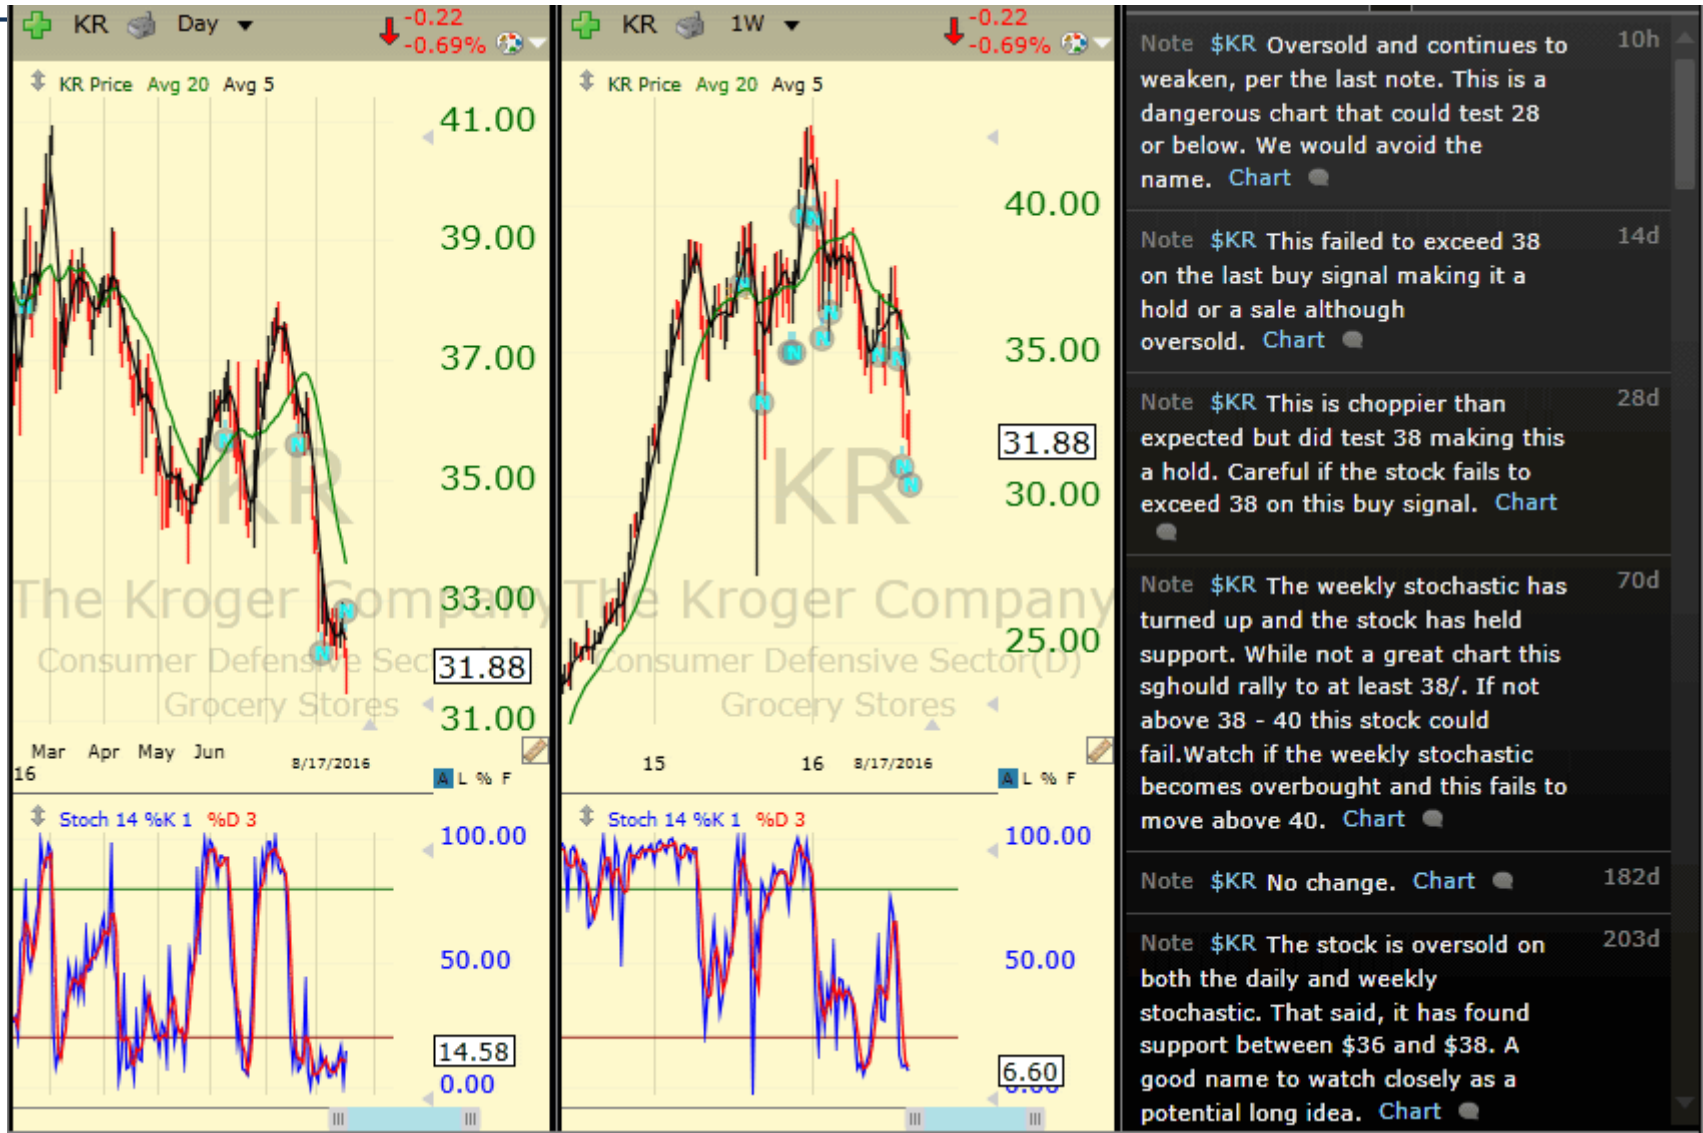 KR Day
-0.22
-0.69%
KR Price Avg 20 Avg 5
41.00
39.00
37.00
35.00
33.00
31.88
31.00
KR
The Kroger Company
Consumer Defensive Sector(D)
Grocery Stores
Mar Apr May Jun
16
8/17/2016
A L % F
Stoch 14 %K 1 %D 3
100.00
50.00
14.58
0.00
KR 1W
-0.22
-0.69%
KR Price Avg 20 Avg 5
40.00
35.00
31.88
30.00
25.00
KR
The Kroger Company
Consumer Defensive Sector(D)
Grocery Stores
15 16 8/17/2016
A L % F
Stoch 14 %K 1 %D 3
100.00
50.00
6.60
0.00
Note $KR Oversold and continues to 10h
weaken, per the last note. This is a
dangerous chart that could test 28
or below. We would avoid the
name. Chart
Note $KR This failed to exceed 38 14d
on the last buy signal making it a
hold or a sale although
oversold. Chart
Note $KR This is choppier than 28d
expected but did test 38 making this
a hold. Careful if the stock fails to
exceed 38 on this buy signal. Chart
Note $KR The weekly stochastic has 70d
turned up and the stock has held
support. While not a great chart this
sghould rally to at least 38/. If not
above 38 - 40 this stock could
fail.Watch if the weekly stochastic
becomes overbought and this fails to
move above 40. Chart
Note $KR No change. Chart 182d
Note $KR The stock is oversold on 203d
both the daily and weekly
stochastic. That said, it has found
support between $36 and $38. A
good name to watch closely as a
potential long idea. Chart